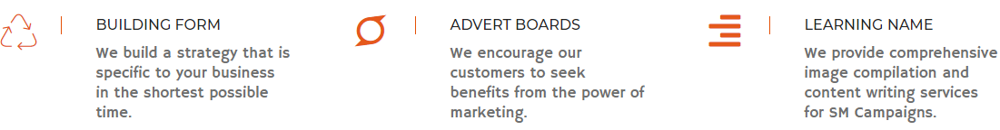 BUILDING FORM
We build a strategy that is
specific to your business
in the shortest possible
time.
ADVERT BOARDS
We encourage our
customers to seek
benefits from the power of
marketing.
LEARNING NAME
We provide comprehensive
image compilation and
content writing services
for SM Campaigns.